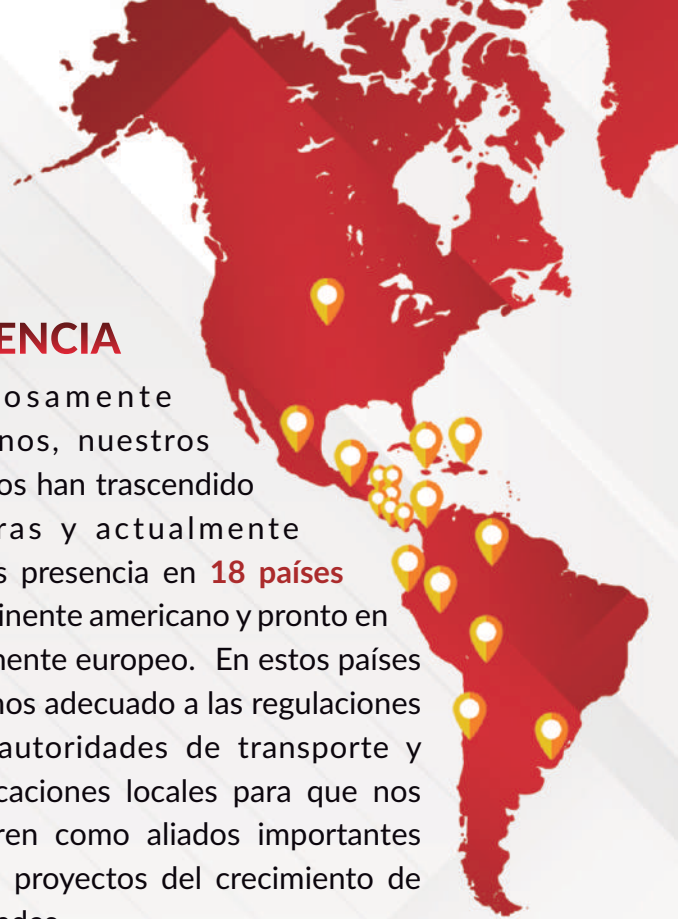 ENCIA
osamente
nos, nuestros
os han trascendido
ras y actualmente
s presencia en 18 países
inente americano y pronto en
nente europeo. En estos países
nos adecuado a las regulaciones
autoridades de transporte y
caciones locales para que nos
ren como aliados importantes
proyectos del crecimiento de